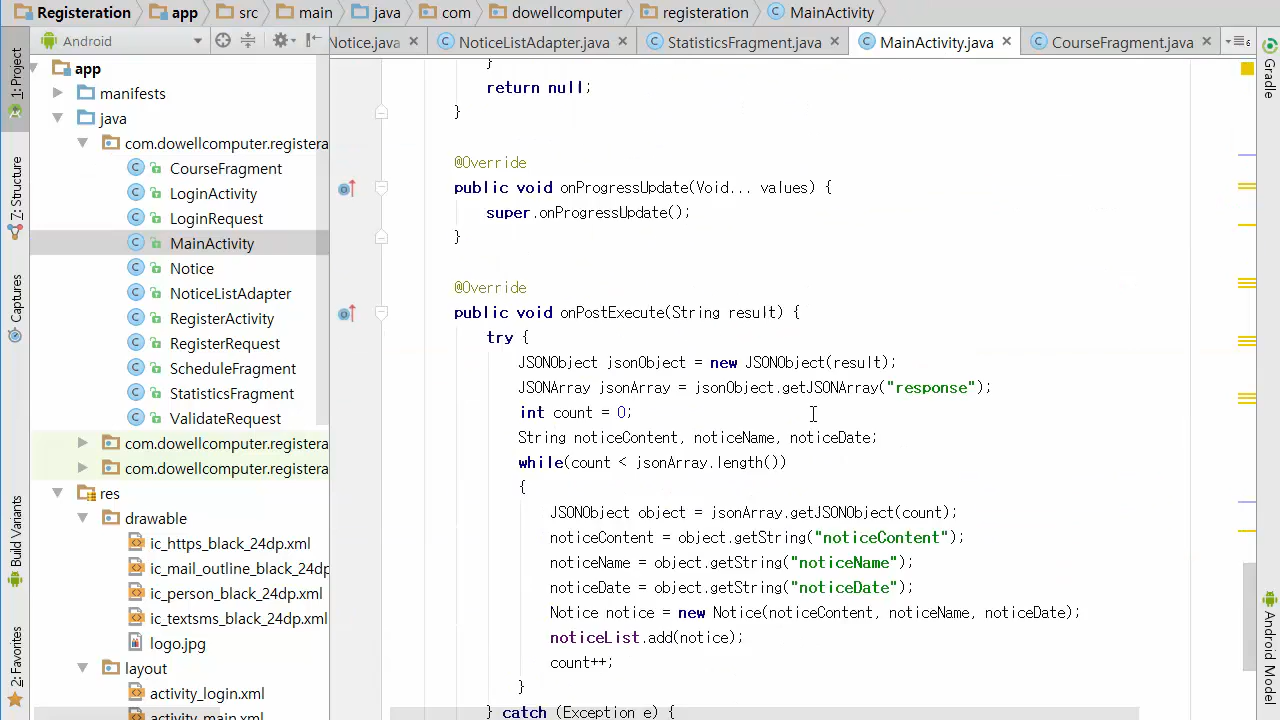 Registeration app src main java com dowellcomputer registeration MainActivity
Android
Notice.java NoticeListAdapter.java StatisticsFragment.java MainActivity.java CourseFragment.java
1: Project
7: Structure
Captures
Build Variants
2: Favorites
app
manifests
java
com.dowellcomputer.registera
CourseFragment
LoginActivity
LoginRequest
MainActivity
Notice
NoticeListAdapter
RegisterActivity
RegisterRequest
ScheduleFragment
StatisticsFragment
ValidateRequest
com.dowellcomputer.registera
com.dowellcomputer.registera
res
drawable
ic_https_black_24dp.xml
ic_mail_outline_black_24dp
ic_person_black_24dp.xml
ic_textsms_black_24dp.xml
logo.jpg
layout
activity_login.xml
activity_main.xml
}
return null;
}
@Override
public void onProgressUpdate(Void... values) {
super.onProgressUpdate();
}
@Override
public void onPostExecute(String result) {
try {
JSONObject jsonObject = new JSONObject(result);
JSONArray jsonArray = jsonObject.getJSONArray("response");
int count = 0;
String noticeContent, noticeName, noticeDate;
while(count < jsonArray.length())
{
JSONObject object = jsonArray.getJSONObject(count);
noticeContent = object.getString("noticeContent");
noticeName = object.getString("noticeName");
noticeDate = object.getString("noticeDate");
Notice notice = new Notice(noticeContent, noticeName, noticeDate);
noticeList.add(notice);
count++;
}
} catch (Exception e) {
Gradle
Android Model